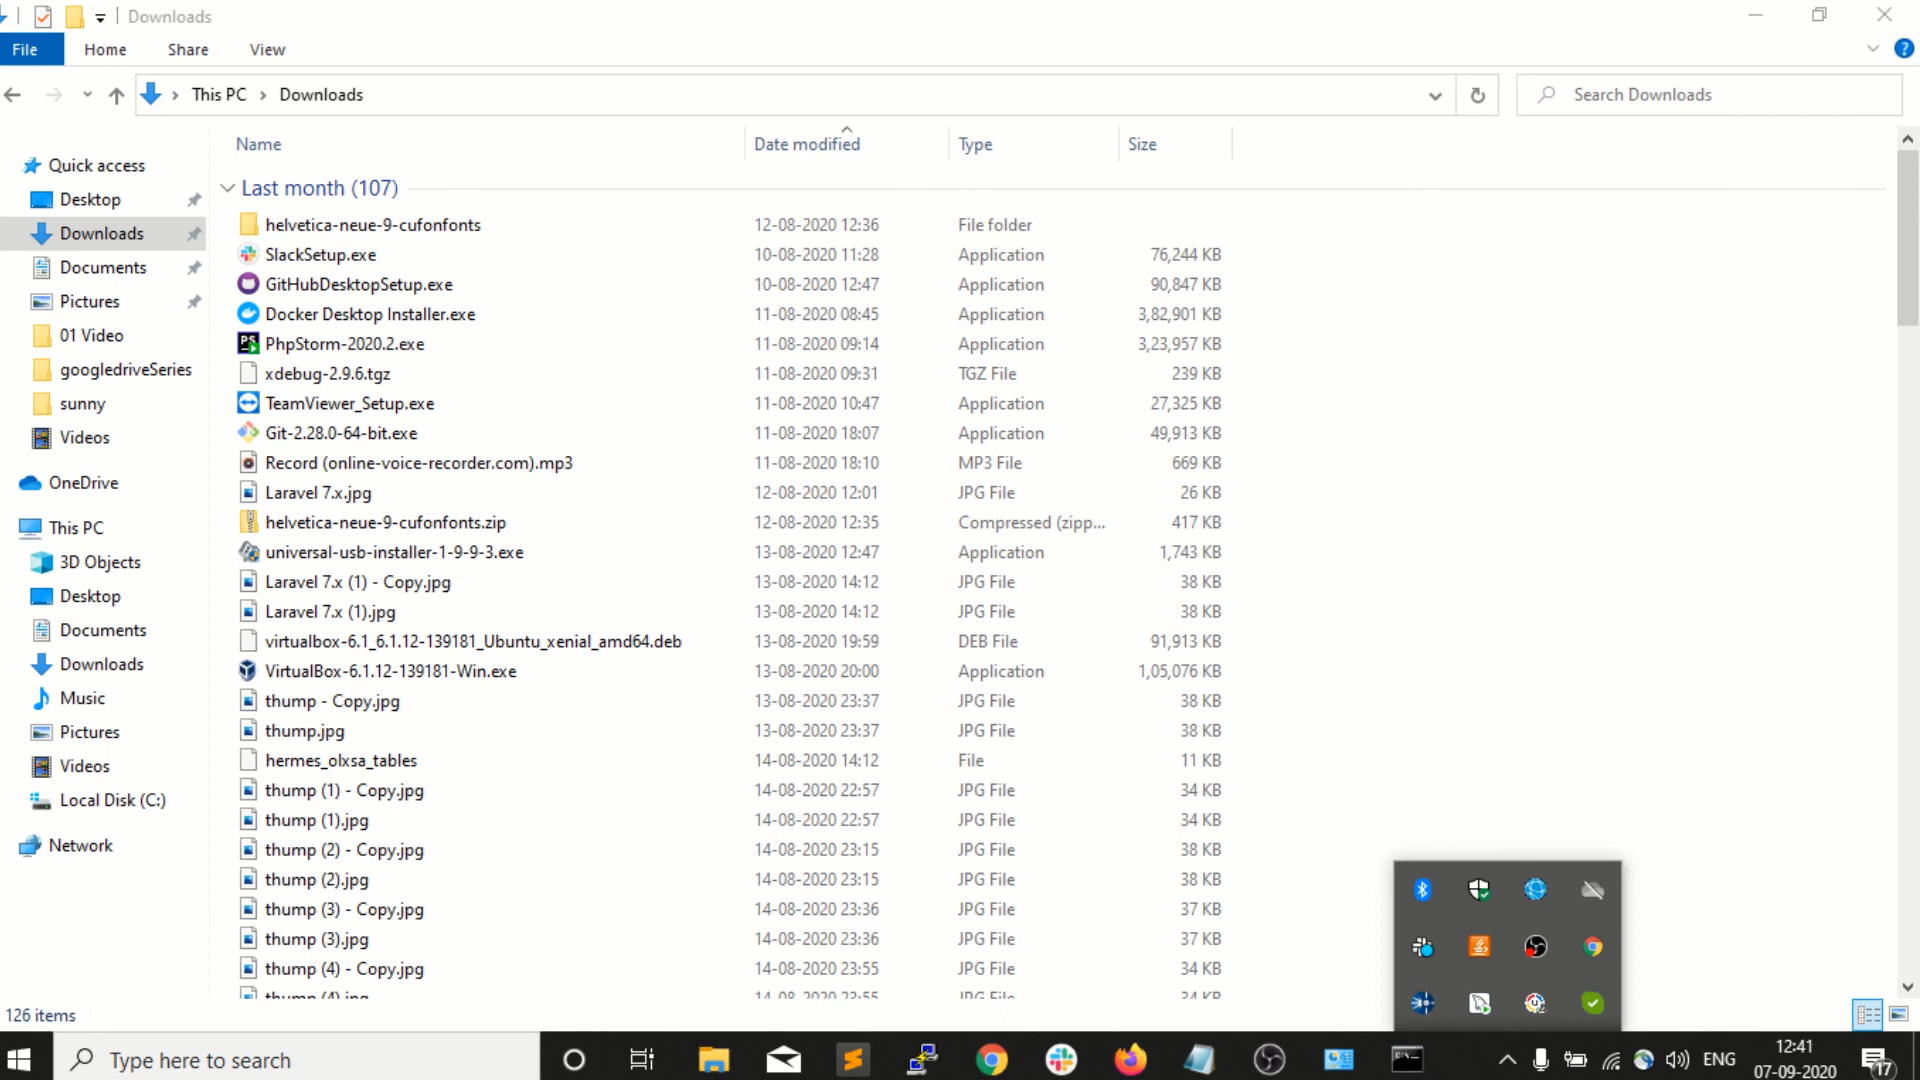 Downloads
File Home Share View
This PC Downloads
Search Downloads
Name Date modified Type Size
Quick access
Desktop
Downloads
Documents
Pictures
01 Video
googledriveSeries
sunny
Videos
OneDrive
This PC
3D Objects
Desktop
Documents
Downloads
Music
Pictures
Videos
Local Disk (C:)
Network
Last month (107)
helvetica-neue-9-cufonfonts 12-08-2020 12:36 File folder
SlackSetup.exe 10-08-2020 11:28 Application 76,244 KB
GitHubDesktopSetup.exe 10-08-2020 12:47 Application 90,847 KB
Docker Desktop Installer.exe 11-08-2020 08:45 Application 3,82,901 KB
PhpStorm-2020.2.exe 11-08-2020 09:14 Application 3,23,957 KB
xdebug-2.9.6.tgz 11-08-2020 09:31 TGZ File 239 KB
TeamViewer_Setup.exe 11-08-2020 10:47 Application 27,325 KB
Git-2.28.0-64-bit.exe 11-08-2020 18:07 Application 49,913 KB
Record (online-voice-recorder.com).mp3 11-08-2020 18:10 MP3 File 669 KB
Laravel 7.x.jpg 12-08-2020 12:01 JPG File 26 KB
helvetica-neue-9-cufonfonts.zip 12-08-2020 12:35 Compressed (zipp... 417 KB
universal-usb-installer-1-9-9-3.exe 13-08-2020 12:47 Application 1,743 KB
Laravel 7.x (1) - Copy.jpg 13-08-2020 14:12 JPG File 38 KB
Laravel 7.x (1).jpg 13-08-2020 14:12 JPG File 38 KB
virtualbox-6.1_6.1.12-139181_Ubuntu_xenial_amd64.deb 13-08-2020 19:59 DEB File 91,913 KB
VirtualBox-6.1.12-139181-Win.exe 13-08-2020 20:00 Application 1,05,076 KB
thump - Copy.jpg 13-08-2020 23:37 JPG File 38 KB
thump.jpg 13-08-2020 23:37 JPG File 38 KB
hermes_olxsa_tables 14-08-2020 14:12 File 11 KB
thump (1) - Copy.jpg 14-08-2020 22:57 JPG File 34 KB
thump (1).jpg 14-08-2020 22:57 JPG File 34 KB
thump (2) - Copy.jpg 14-08-2020 23:15 JPG File 38 KB
thump (2).jpg 14-08-2020 23:15 JPG File 38 KB
thump (3) - Copy.jpg 14-08-2020 23:36 JPG File 37 KB
thump (3).jpg 14-08-2020 23:36 JPG File 37 KB
thump (4) - Copy.jpg 14-08-2020 23:55 JPG File 34 KB
thump (4).jpg 14-08-2020 23:55 JPG File 34 KB
126 items
Type here to search
ENG
12:41
07-09-2020
17